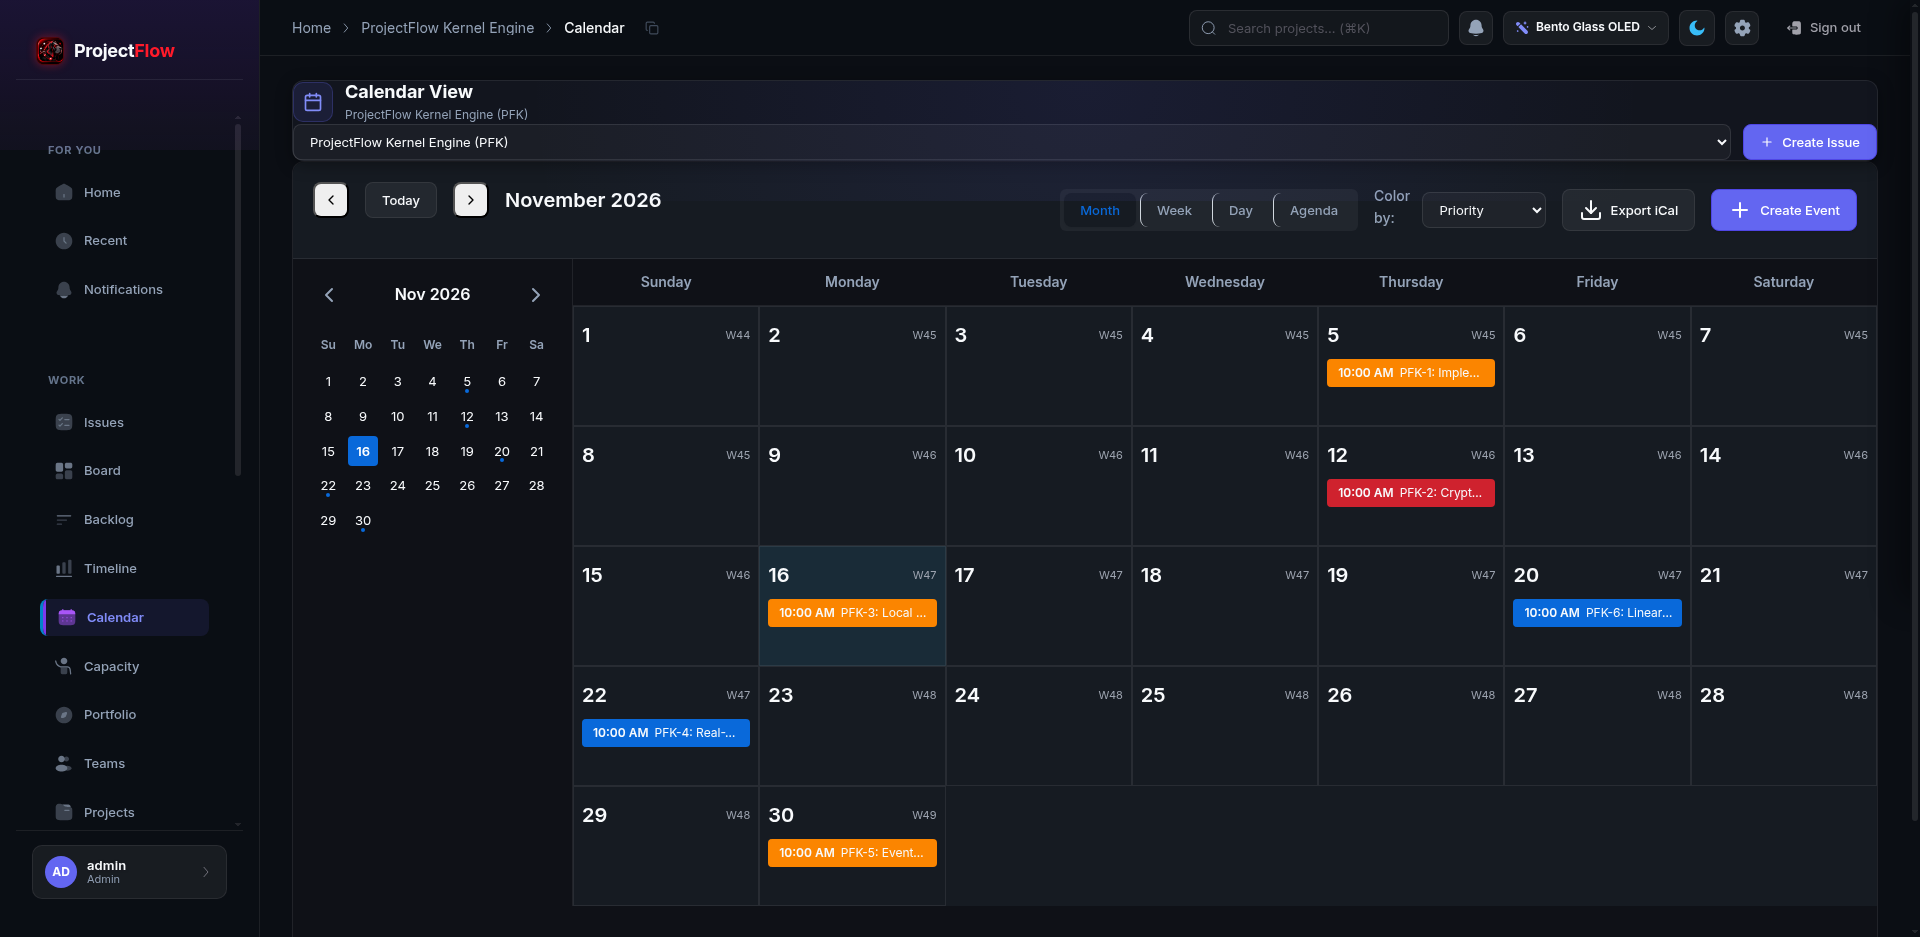 Home
ProjectFlow Kernel Engine
Calendar
Search projects... (⌘K)
Bento Glass OLED
Sign out
ProjectFlow
FOR YOU
Home
Recent
Notifications
WORK
Issues
Board
Backlog
Timeline
Calendar
Capacity
Portfolio
Teams
Projects
AD
admin
Admin
Calendar View
ProjectFlow Kernel Engine (PFK)
ProjectFlow Kernel Engine (PFK)
Create Issue
Today
November 2026
Month
Week
Day
Agenda
Color
by:
Priority
Export iCal
Create Event
Nov 2026
Su Mo Tu We Th Fr Sa
1 2 3 4 5 6 7
8 9 10 11 12 13 14
15 16 17 18 19 20 21
22 23 24 25 26 27 28
29 30
Sunday Monday Tuesday Wednesday Thursday Friday Saturday
1 W44 2 W45 3 W45 4 W45 5 W45 6 W45 7 W45
10:00 AM PFK-1: Imple...
8 W45 9 W46 10 W46 11 W46 12 W46 13 W46 14 W46
10:00 AM PFK-2: Crypt...
15 W46 16 W47 17 W47 18 W47 19 W47 20 W47 21 W47
10:00 AM PFK-3: Local ...
10:00 AM PFK-6: Linear...
22 W47 23 W48 24 W48 25 W48 26 W48 27 W48 28 W48
10:00 AM PFK-4: Real-...
29 W48 30 W49
10:00 AM PFK-5: Event...